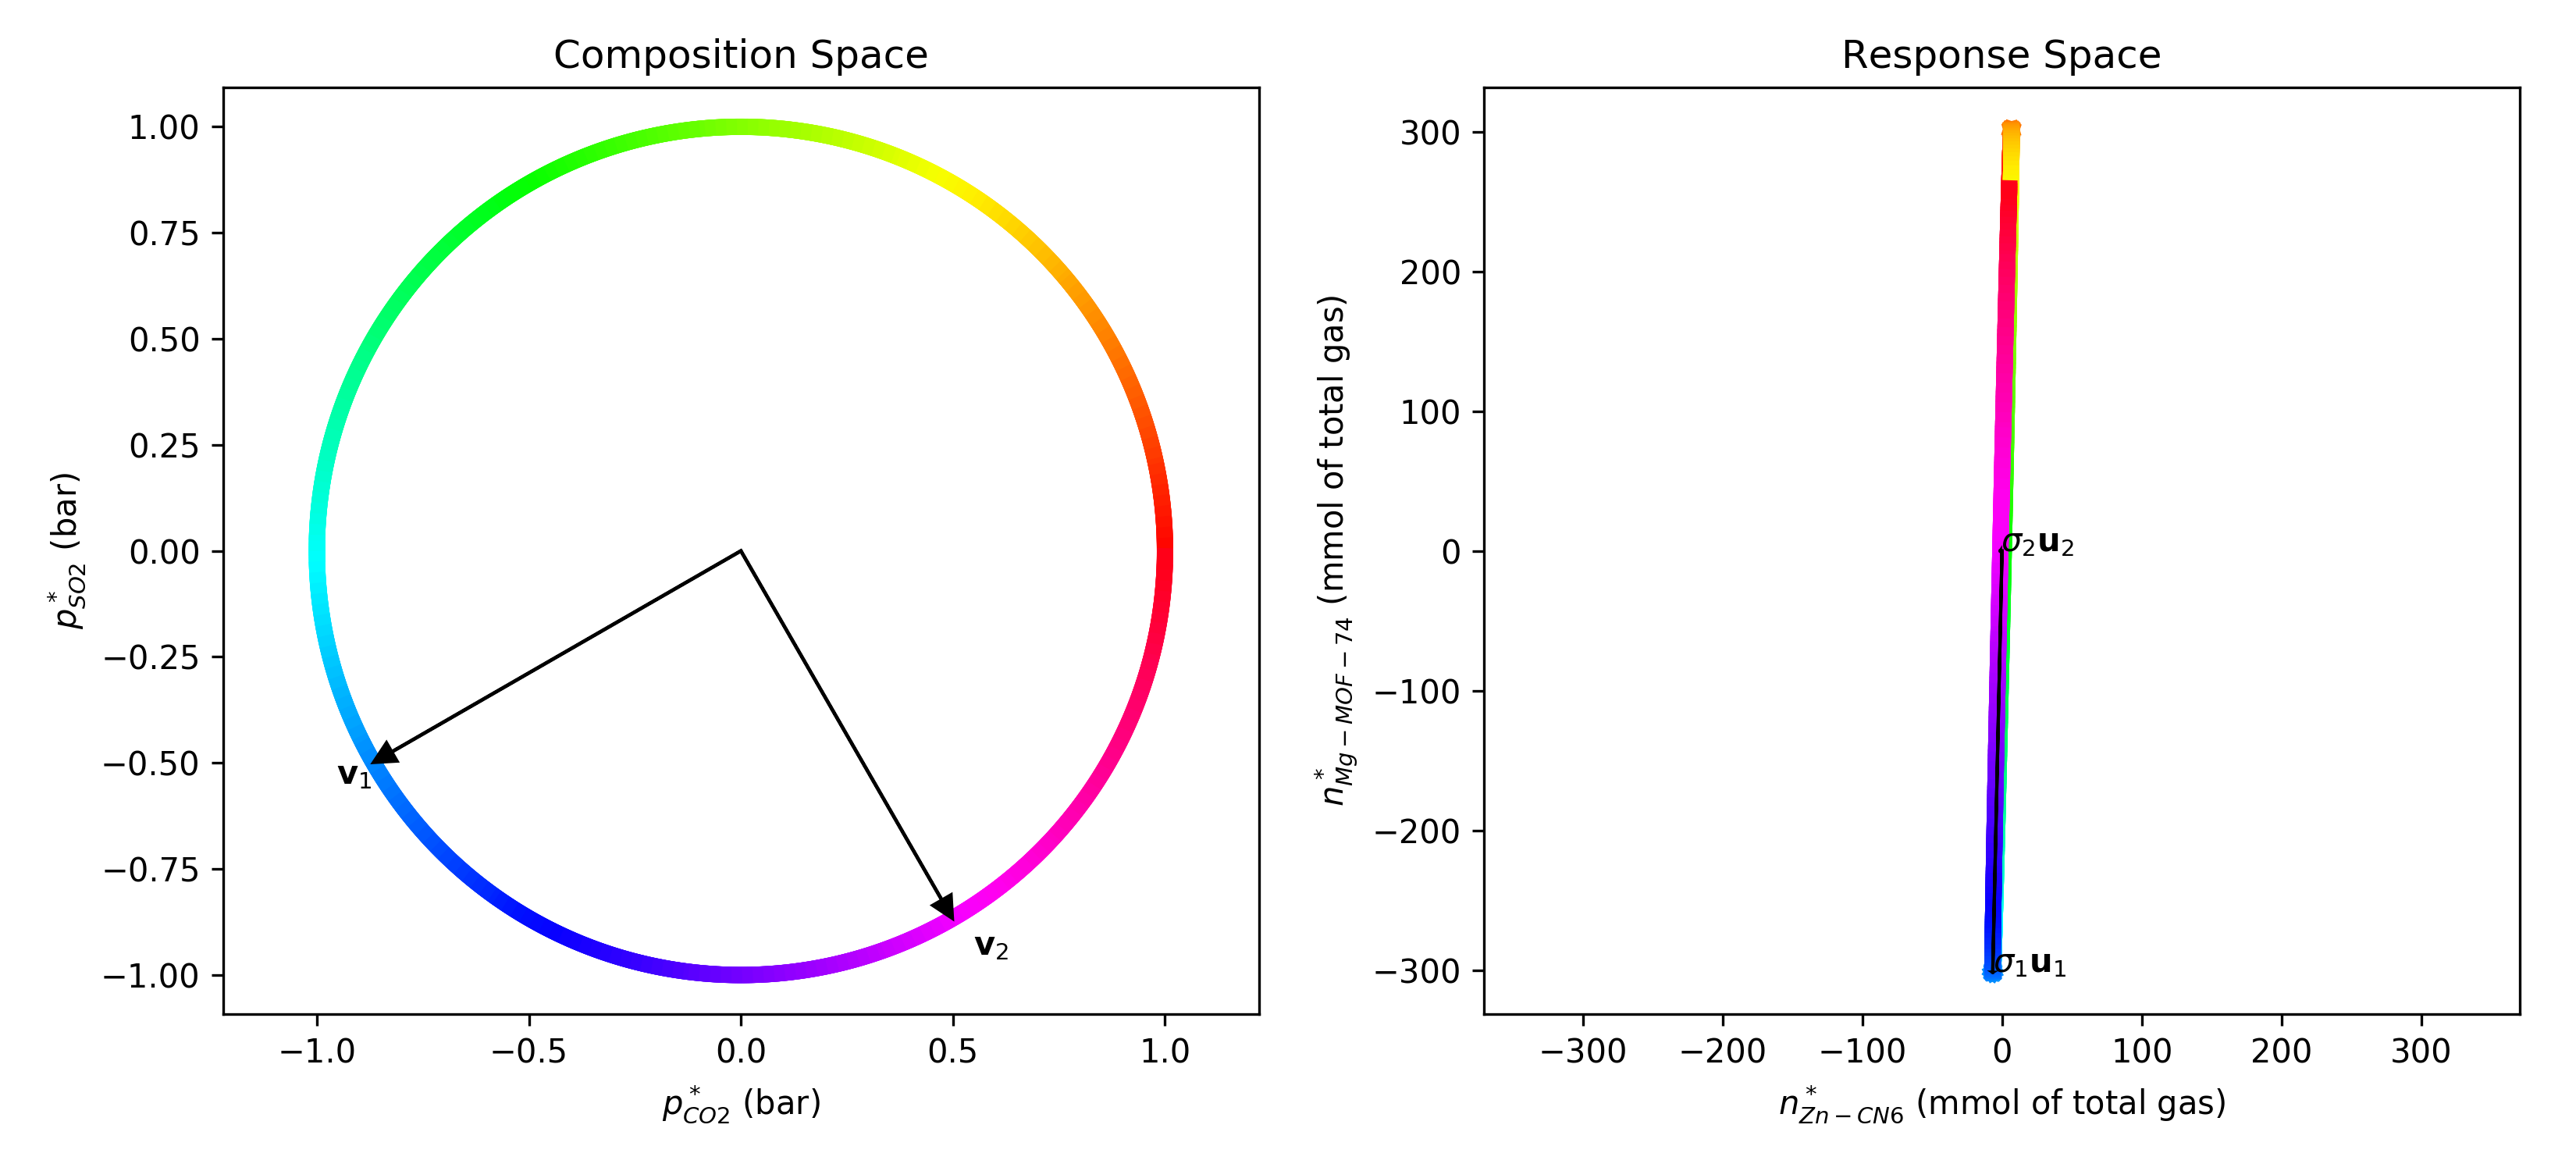 Composition Space
1.00
0.75
0.50
0.25
0.00
−0.25
−0.50
−0.75
−1.00
p*SO2 (bar)
v1
v2
−1.0 −0.5 0.0 0.5 1.0
p*CO2 (bar)
Response Space
300
200
100
0
−100
−200
−300
n*Mg−MOF−74 (mmol of total gas)
σ2u2
σ1u1
−300 −200 −100 0 100 200 300
n*Zn−CN6 (mmol of total gas)